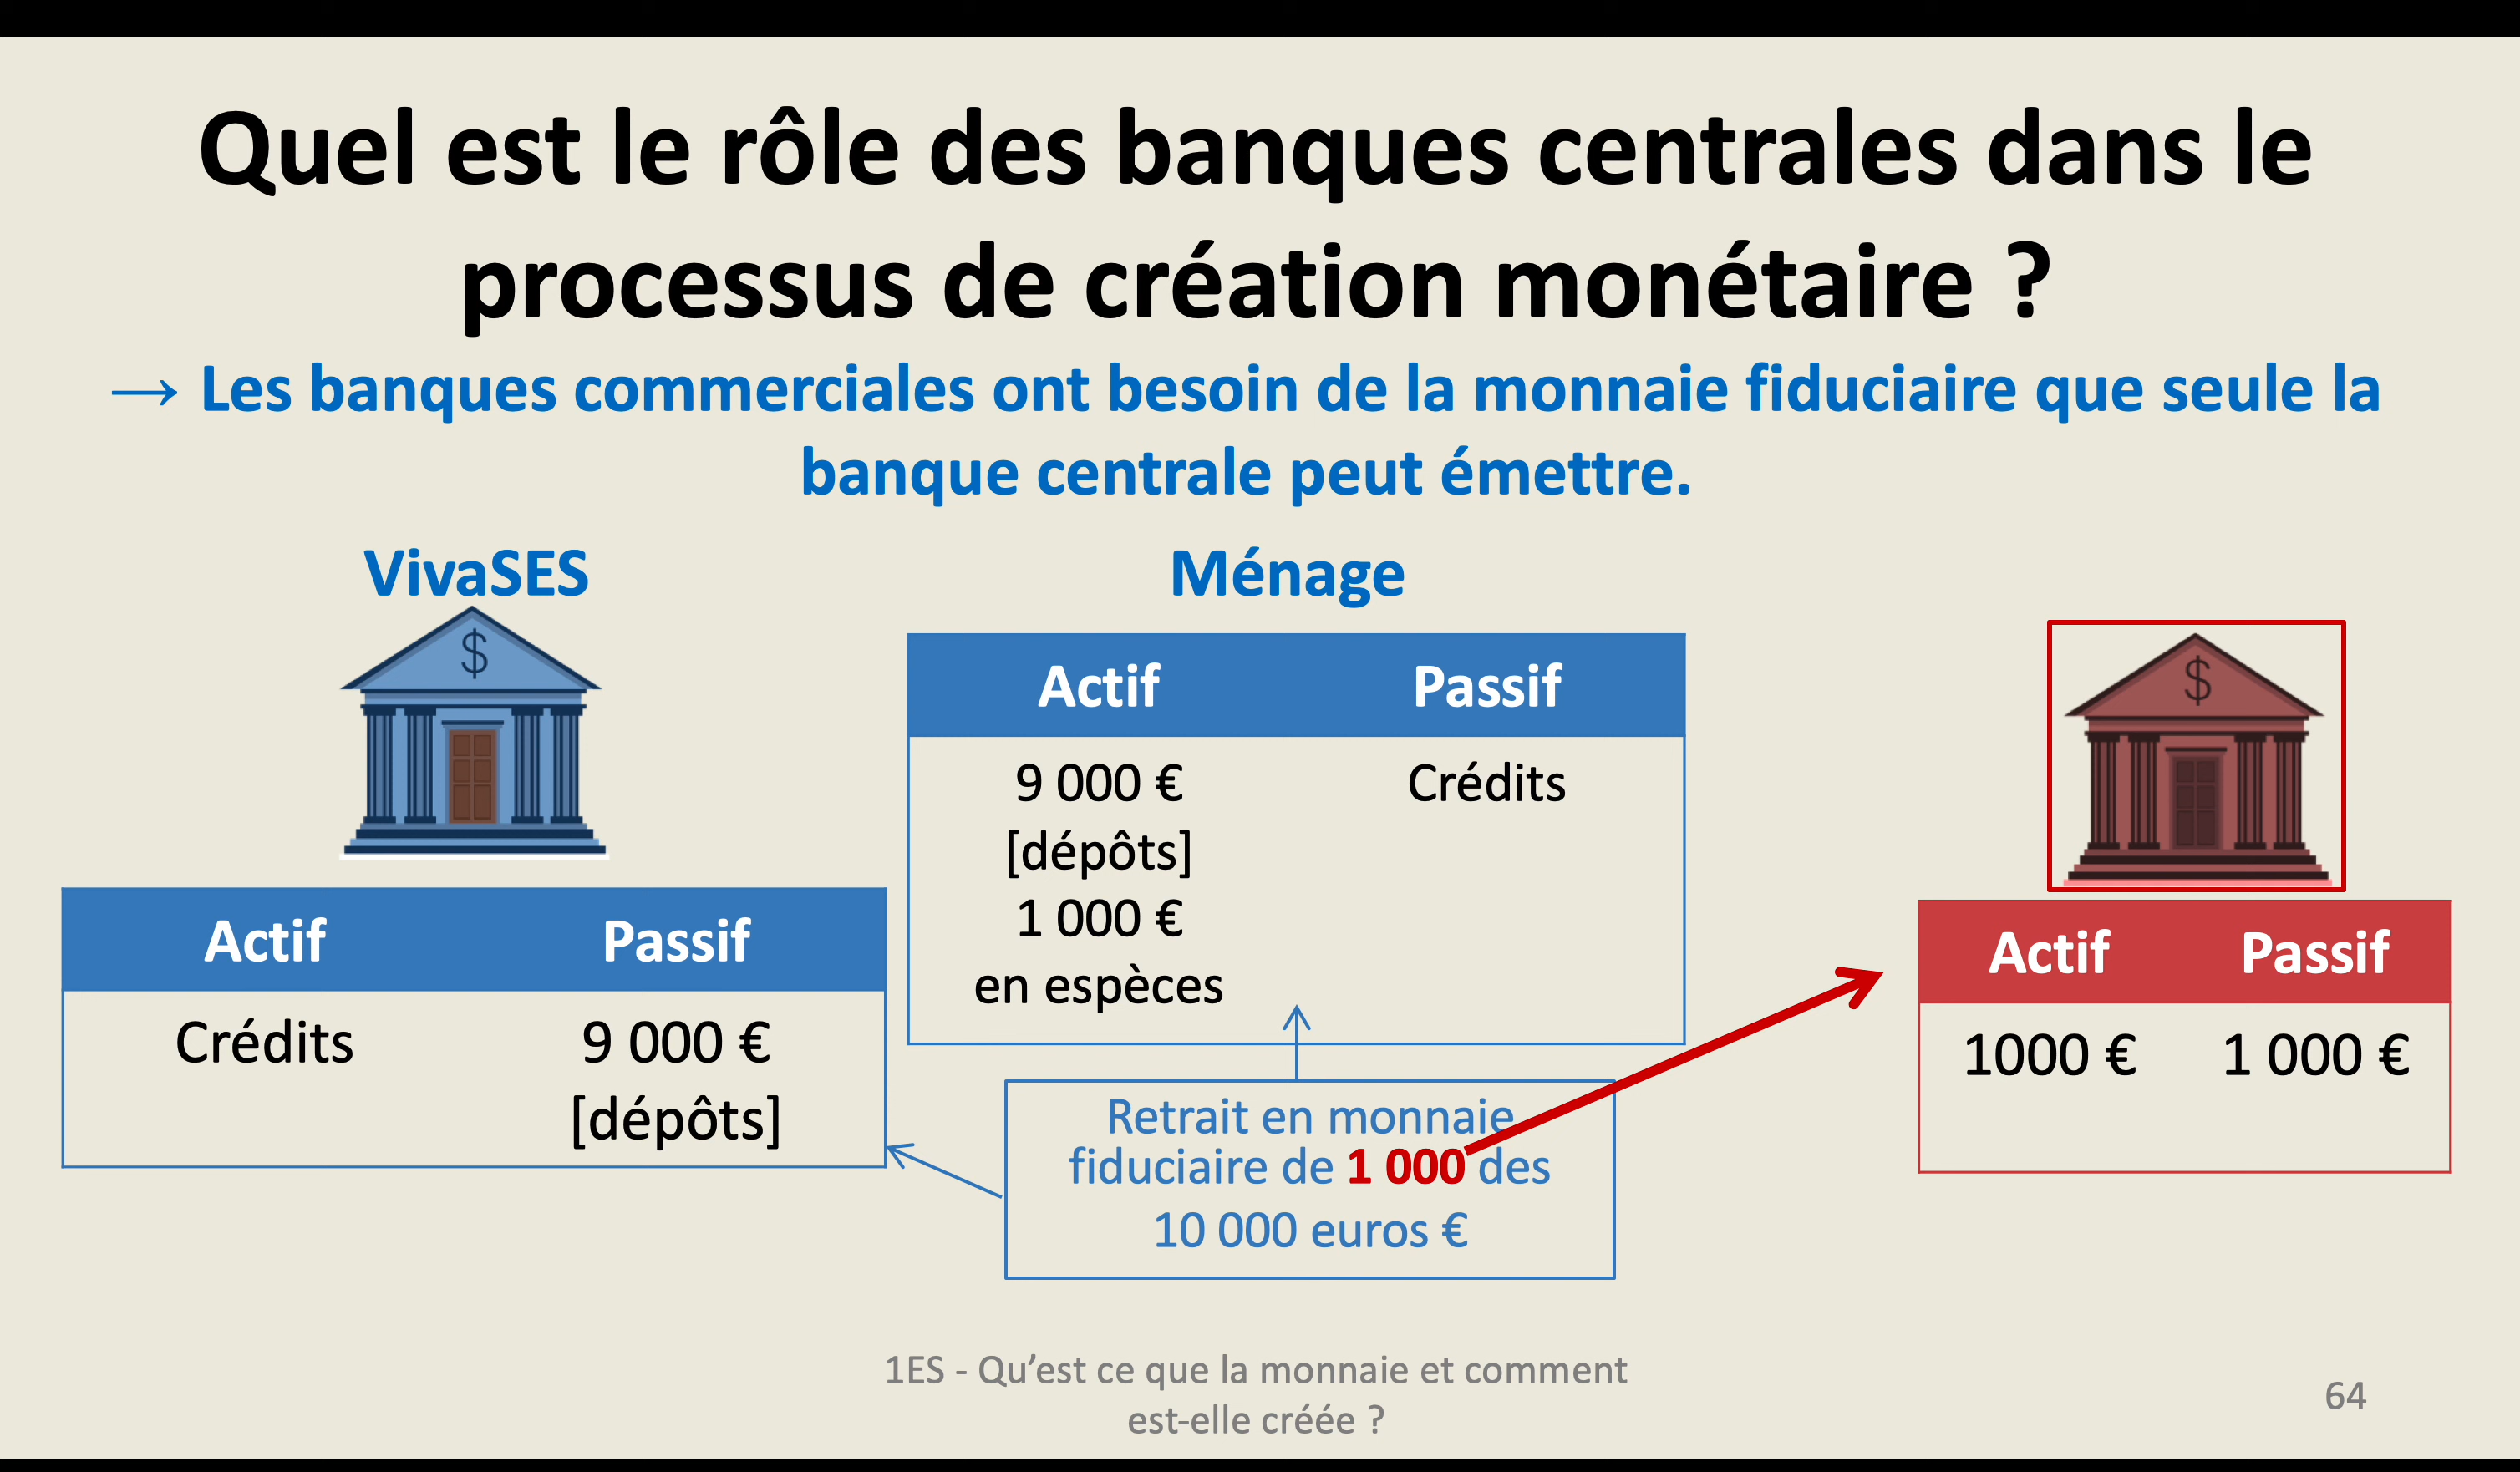 Quel est le rôle des banques centrales dans le
processus de création monétaire ?
→ Les banques commerciales ont besoin de la monnaie fiduciaire que seule la
banque centrale peut émettre.
VivaSES
$
Actif Passif
Crédits 9 000 €
[dépôts]
Ménage
Actif Passif
9 000 € Crédits
[dépôts]
1 000 €
en espèces
Retrait en monnaie
fiduciaire de 1 000 des
10 000 euros €
$
Actif Passif
1000 € 1 000 €
1ES - Qu’est ce que la monnaie et comment
est-elle créée ?
64